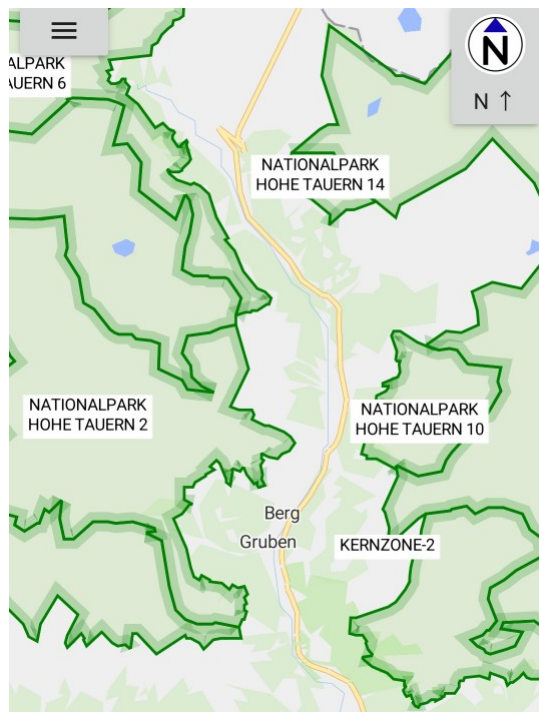 ALPARK
AUERN 6
N
N ↑
NATIONALPARK
HOHE TAUERN 14
NATIONALPARK
HOHE TAUERN 2
NATIONALPARK
HOHE TAUERN 10
Berg
Gruben
KERNZONE-2